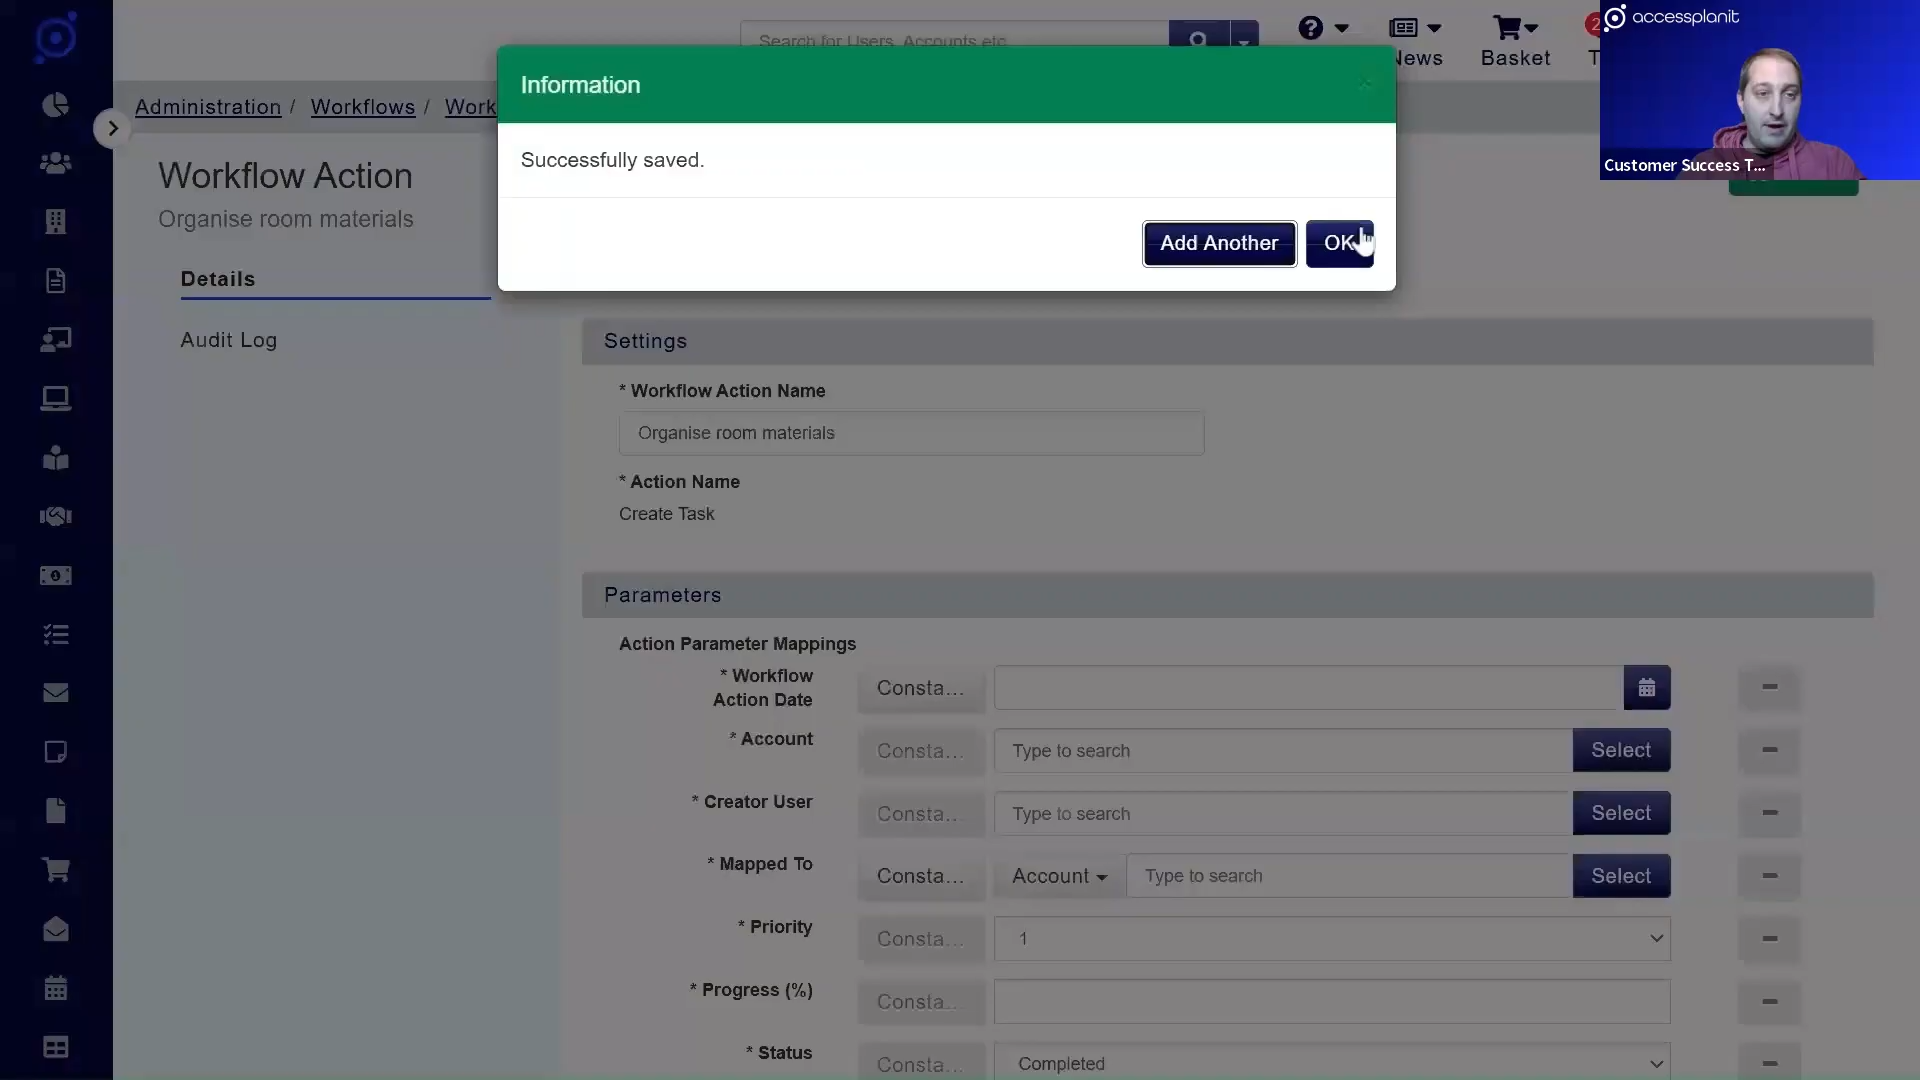 Search for Users, Accounts etc
News
Basket
2
T
accessplanit
Customer Success T...
Administration / Workflows / Work
Information
Successfully saved.
Add Another
OK
Workflow Action
Organise room materials
Details
Audit Log
Settings
* Workflow Action Name
Organise room materials
* Action Name
Create Task
Parameters
Action Parameter Mappings
* Workflow Action Date
Consta...
* Account
Consta...
Type to search
Select
* Creator User
Consta...
Type to search
Select
* Mapped To
Consta...
Account
Type to search
Select
* Priority
Consta...
1
* Progress (%)
Consta...
* Status
Consta...
Completed